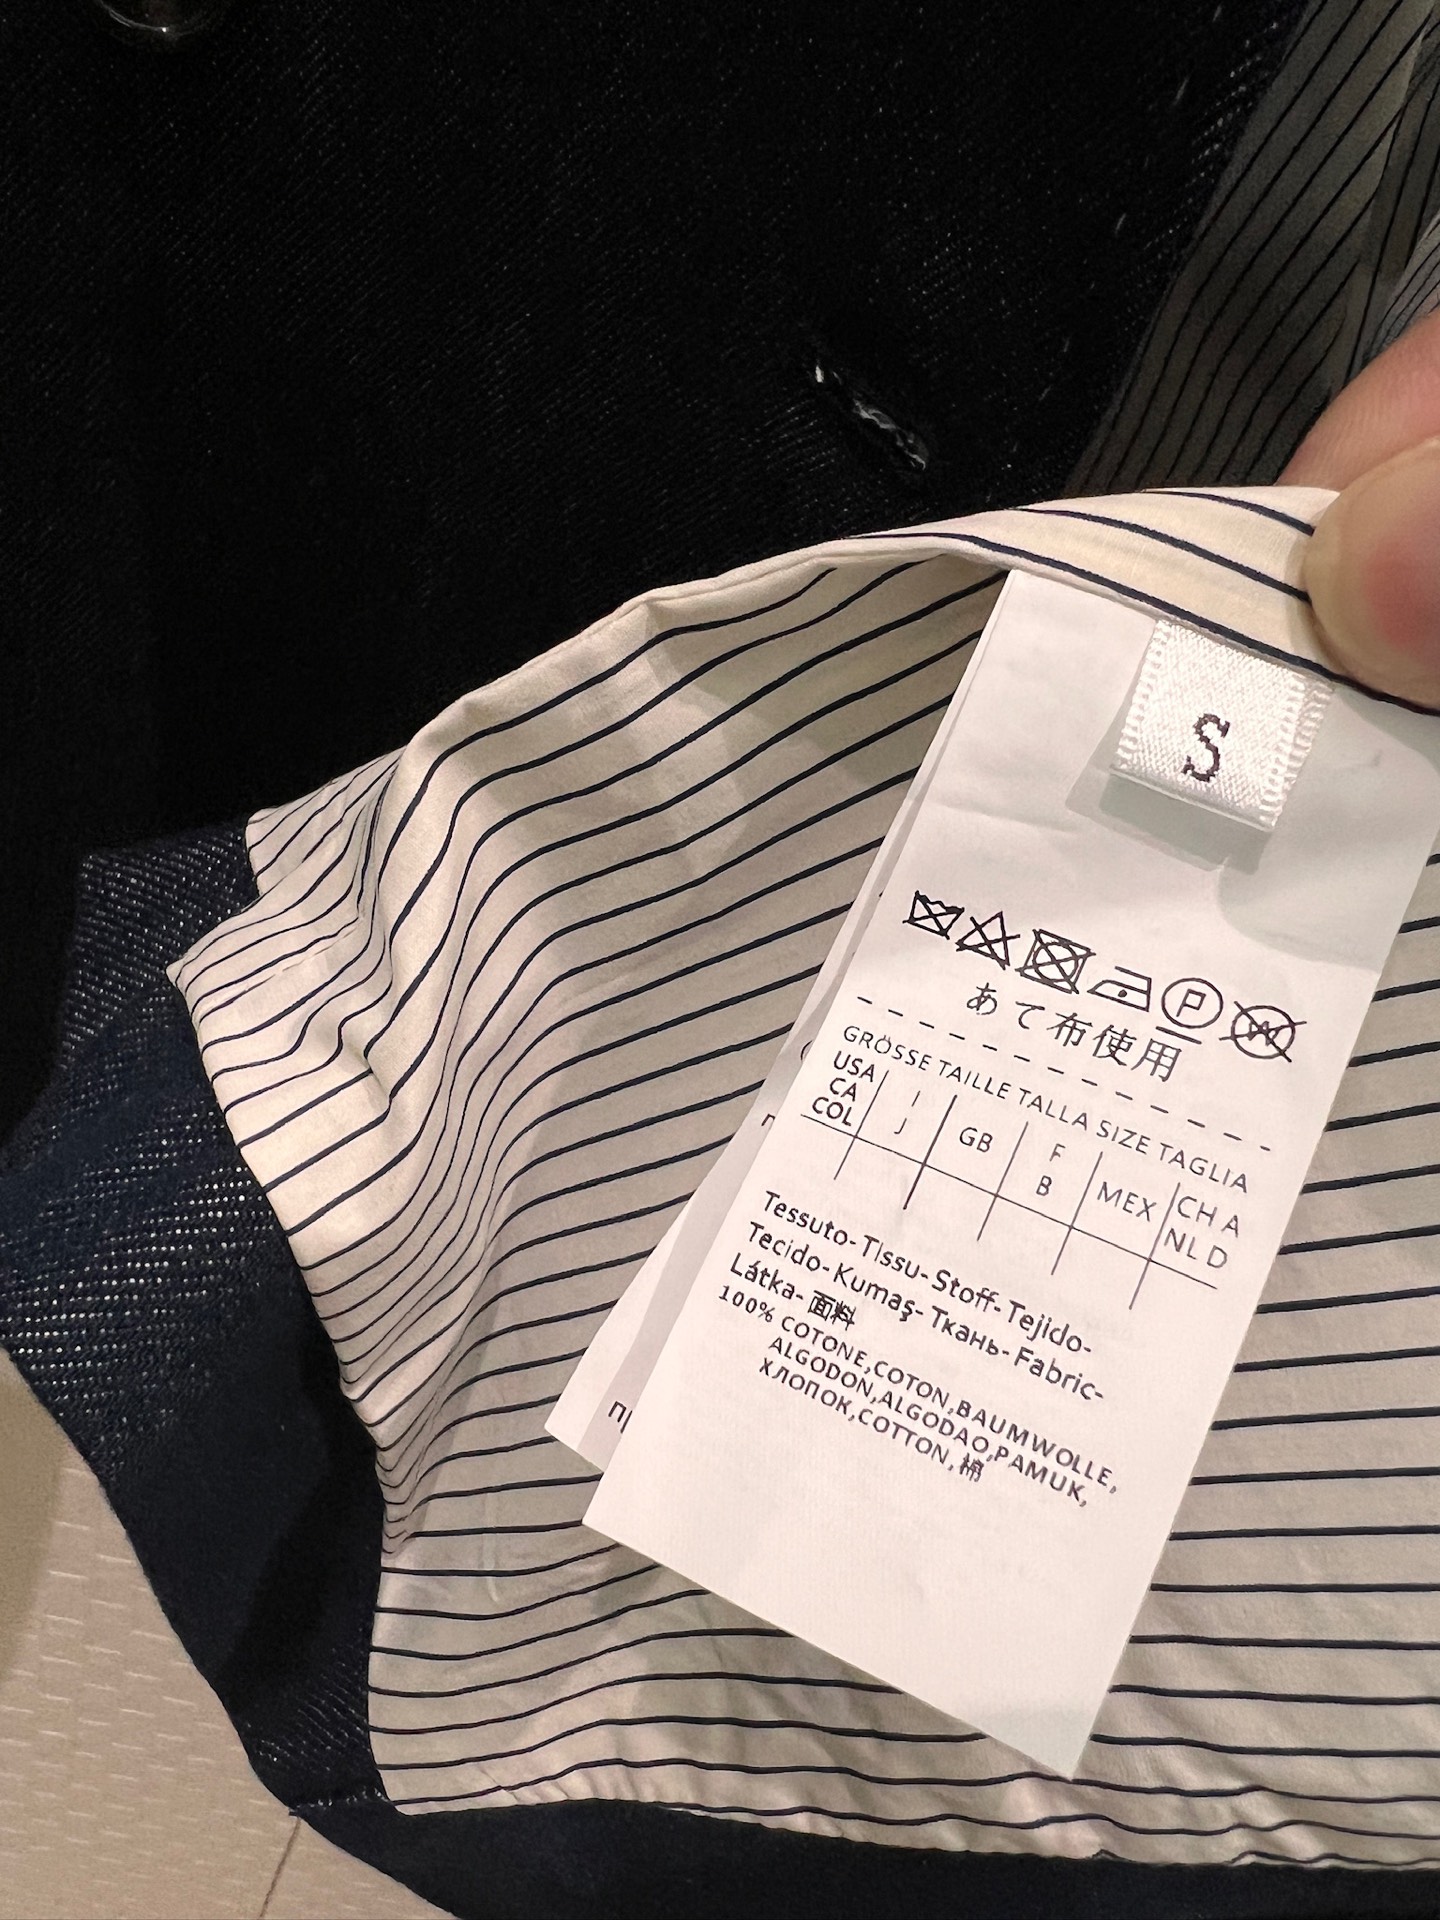 S
P
W
あて布使用
GRÖSSE TAILLE TALLA SIZE TAGLIA
USA
CA
COL
I
J
GB
F
B
MEX
CH A
NL D
Tessuto-Tissu-Stoff-Tejido-
Tecido-Kumaş-Ткань-Fabric-
Látka-面料
100% COTONE,COTON,BAUMWOLLE,
ALGODON,ALGODAO,PAMUK,
ХЛОПОК,COTTON,棉